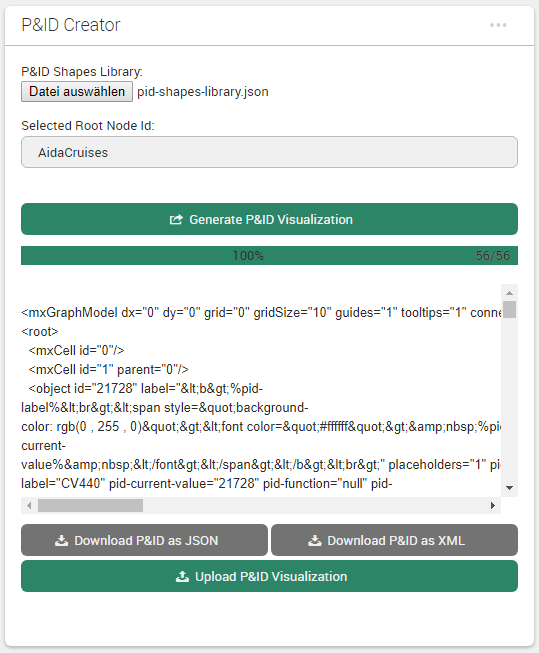 P&ID Creator
P&ID Shapes Library:
Datei auswählen pid-shapes-library.json
Selected Root Node Id:
AidaCruises
Generate P&ID Visualization
100% 56/56
<mxGraphModel dx="0" dy="0" grid="0" gridSize="10" guides="1" tooltips="1" conne
<root>
<mxCell id="0"/>
<mxCell id="1" parent="0"/>
<object id="21728" label="&lt;b&gt;%pid-
label%&lt;br&gt;&lt;span style=&quot;background-
color: rgb(0 , 255 , 0)&quot;&gt;&lt;font color=&quot;#ffffff&quot;&gt;&amp;nbsp;%pid-
current-
value%&amp;nbsp;&lt;/font&gt;&lt;/span&gt;&lt;/b&gt;&lt;br&gt;" placeholders="1" pid-
label="CV440" pid-current-value="21728" pid-function="null" pid-
Download P&ID as JSON Download P&ID as XML
Upload P&ID Visualization